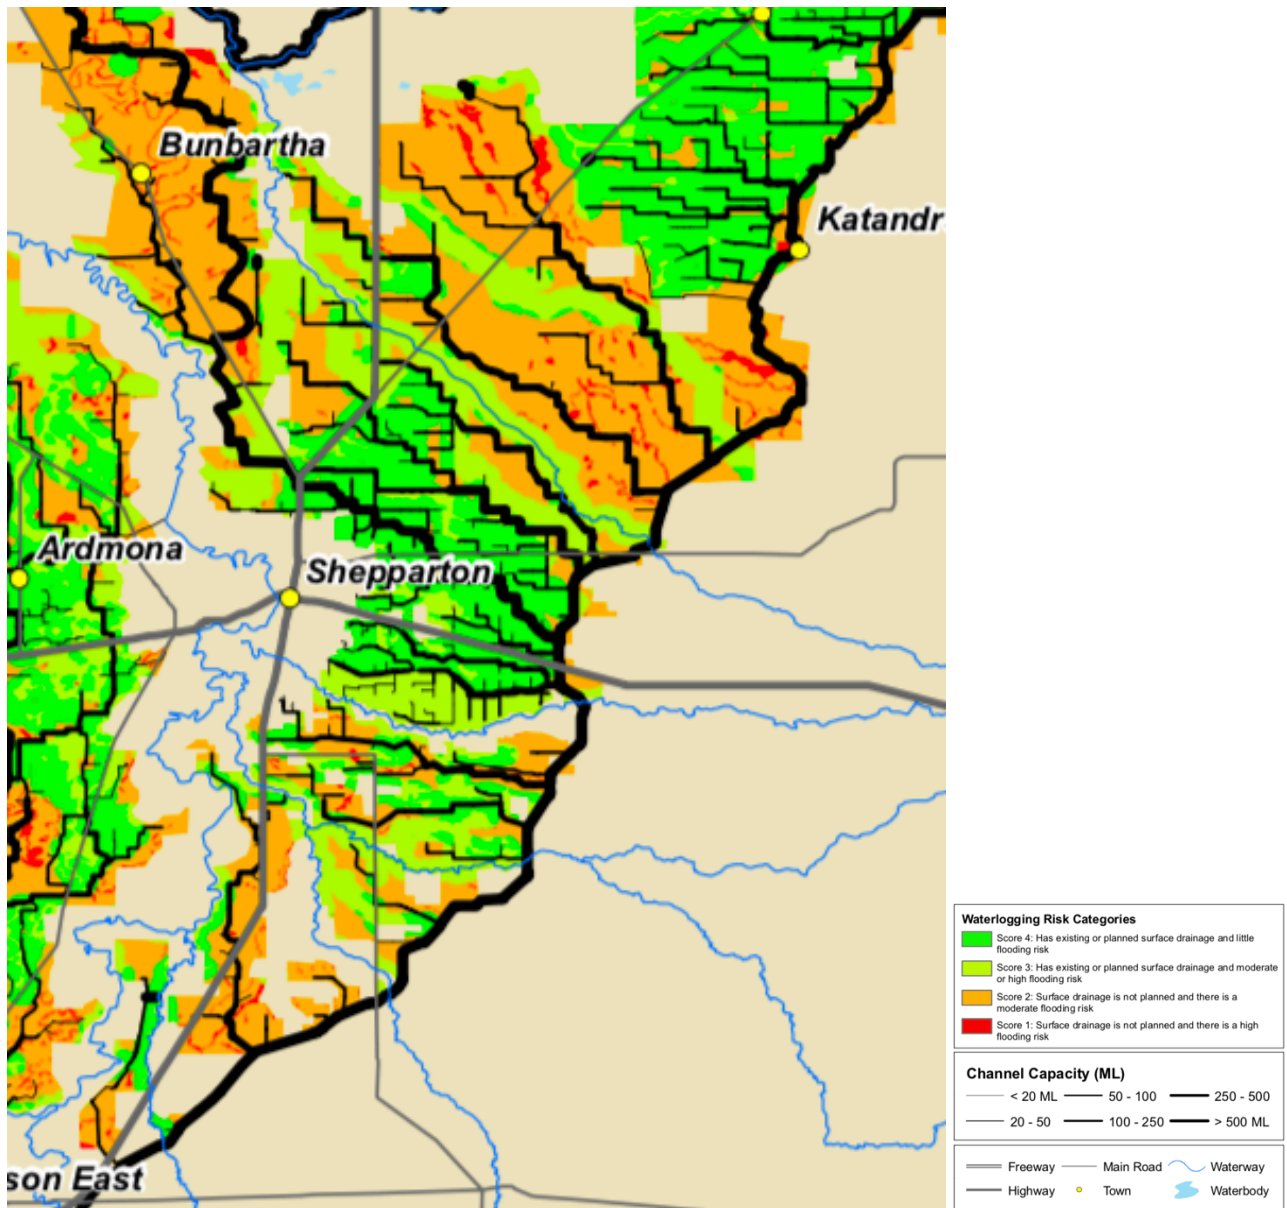 Bunbartha
Katandr
Ardmona
Shepparton
son East
Waterlogging Risk Categories
Score 4: Has existing or planned surface drainage and little
flooding risk
Score 3: Has existing or planned surface drainage and moderate
or high flooding risk
Score 2: Surface drainage is not planned and there is a
moderate flooding risk
Score 1: Surface drainage is not planned and there is a high
flooding risk
Channel Capacity (ML)
< 20 ML 50 - 100 250 - 500
20 - 50 100 - 250 > 500 ML
Freeway Main Road Waterway
Highway Town Waterbody